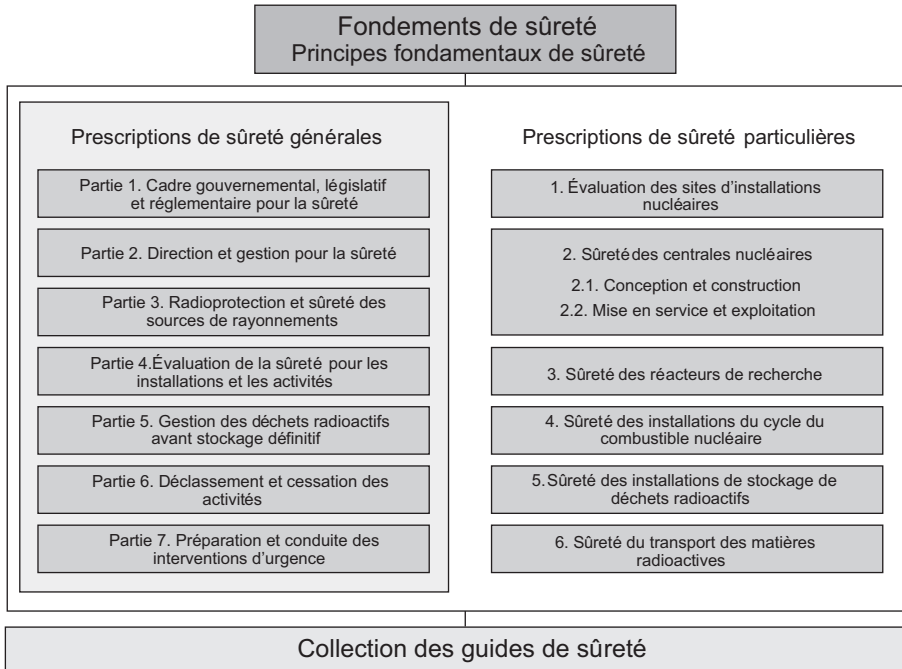 Fondements de sûreté
Principes fondamentaux de sûreté
Prescriptions de sûreté générales
Partie 1. Cadre gouvernemental, législatif
et réglementaire pour la sûreté
Partie 2. Direction et gestion pour la sûreté
Partie 3. Radioprotection et sûreté des
sources de rayonnements
Partie 4.Évaluation de la sûreté pour les
installations et les activités
Partie 5. Gestion des déchets radioactifs
avant stockage définitif
Partie 6. Déclassement et cessation des
activités
Partie 7. Préparation et conduite des
interventions d'urgence
Prescriptions de sûreté particulières
1. Évaluation des sites d'installations
nucléaires
2. Sûreté des centrales nucléaires
2.1. Conception et construction
2.2. Mise en service et exploitation
3. Sûreté des réacteurs de recherche
4. Sûreté des installations du cycle du
combustible nucléaire
5. Sûreté des installations de stockage de
déchets radioactifs
6. Sûreté du transport des matières
radioactives
Collection des guides de sûreté